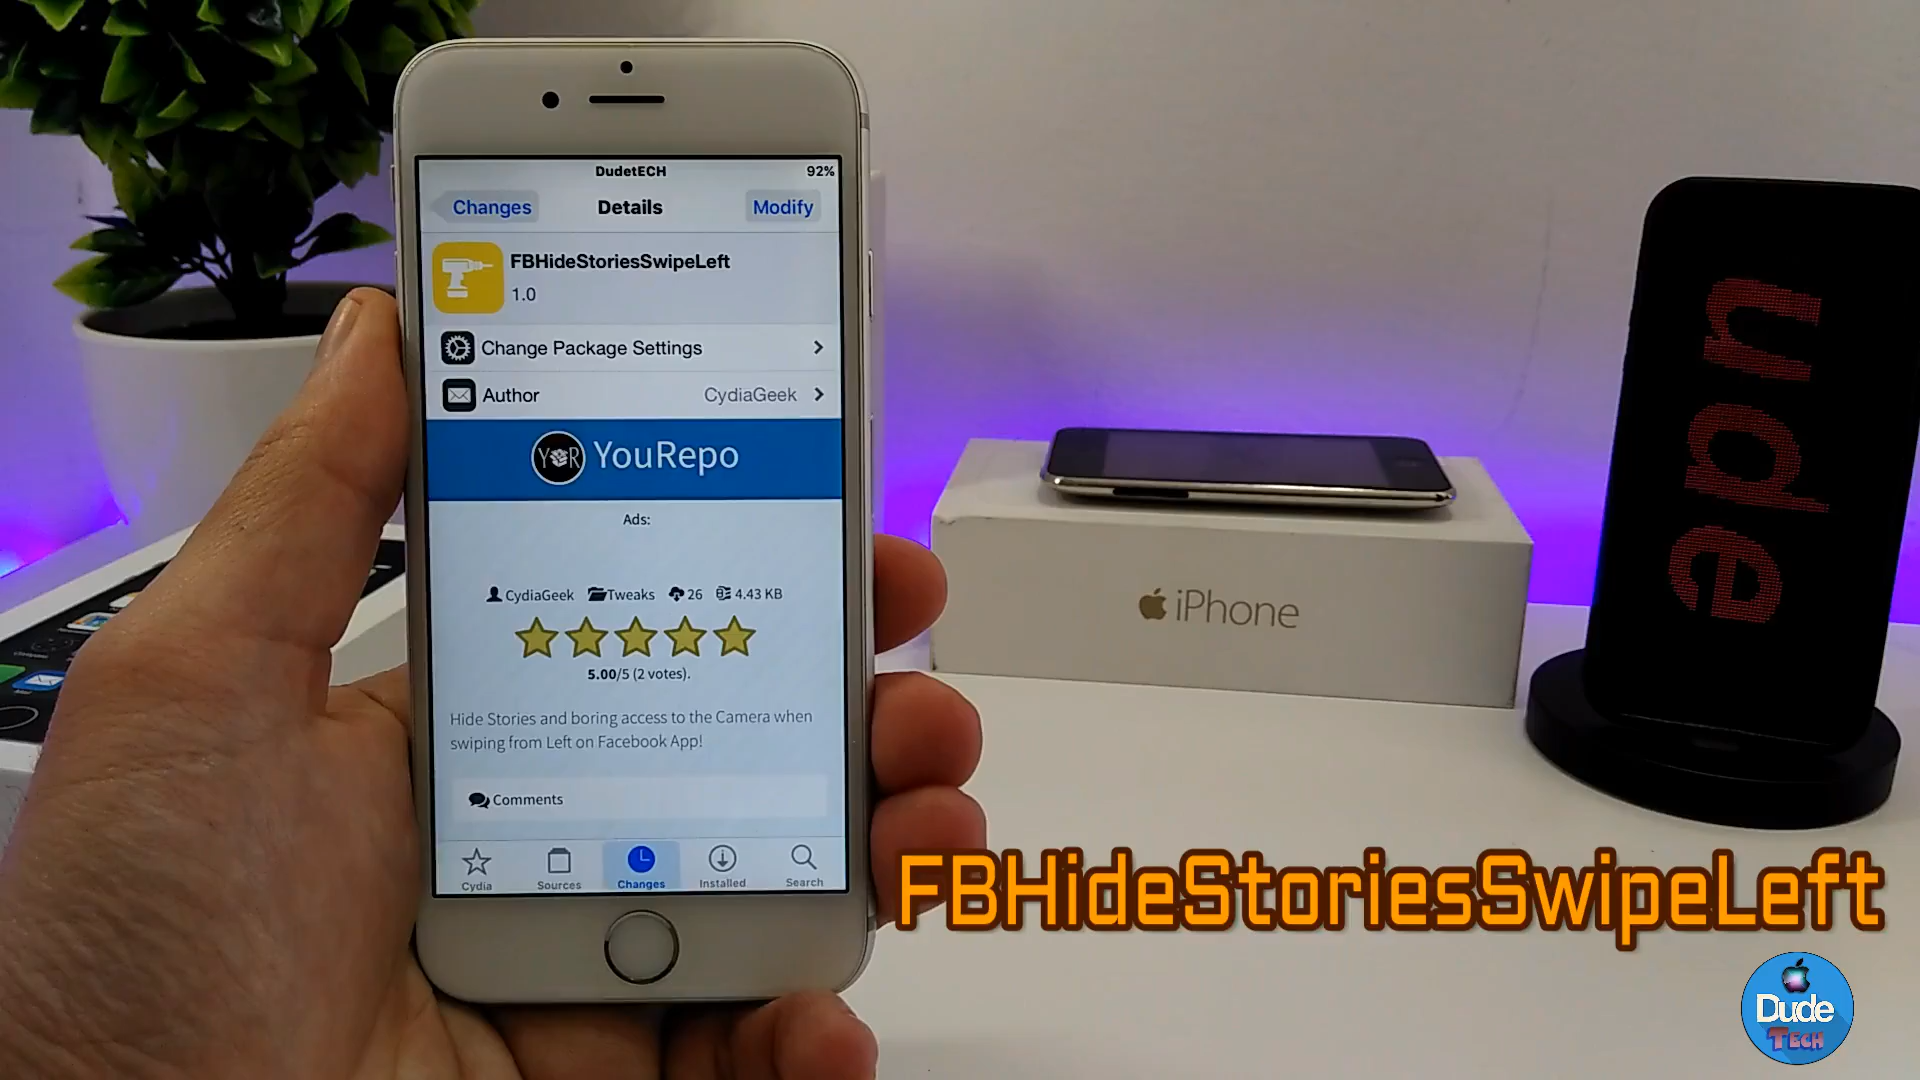 DudetECH
92%
Changes
Details
Modify
FBHideStoriesSwipeLeft
1.0
Change Package Settings
Author
CydiaGeek
YOR
YouRepo
Ads:
CydiaGeek
Tweaks
26
4.43 KB
5.00/5 (2 votes).
Hide Stories and boring access to the Camera when
swiping from Left on Facebook App!
Comments
Cydia
Sources
Changes
Installed
Search
iPhone
ude
FBHideStoriesSwipeLeft
Dude
TECH